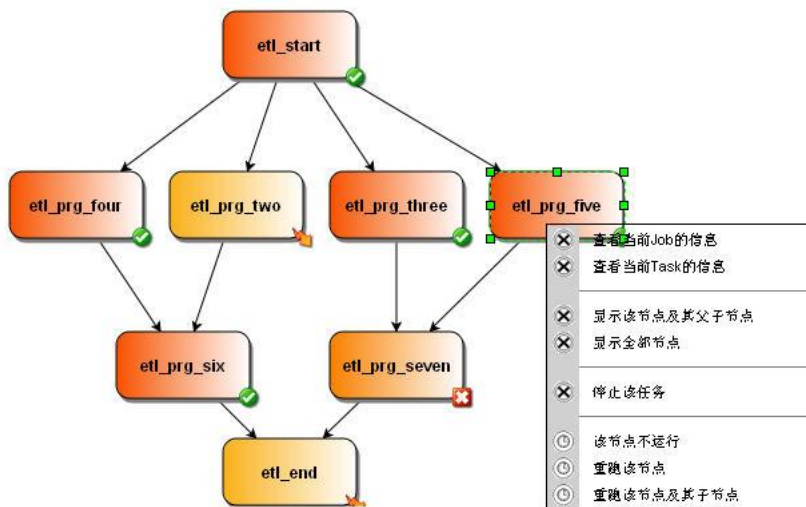 etl_start
etl_prg_four
etl_prg_two
etl_prg_three
etl_prg_five
查看当前Job的信息
查看当前Task的信息
显示该节点及其父子节点
显示全部节点
etl_prg_six
etl_prg_seven
停止该任务
该节点不运行
etl_end
重跑该节点
重跑该节点及其子节点